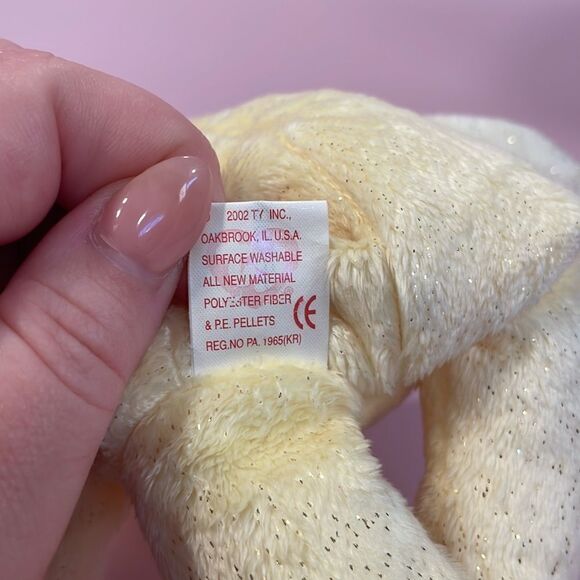 2002 TY INC.,
OAKBROOK, IL. U.S.A.
SURFACE WASHABLE
ALL NEW MATERIAL
POLYESTER FIBER
& P.E. PELLETS
REG.NO PA. 1965(KR)
CE